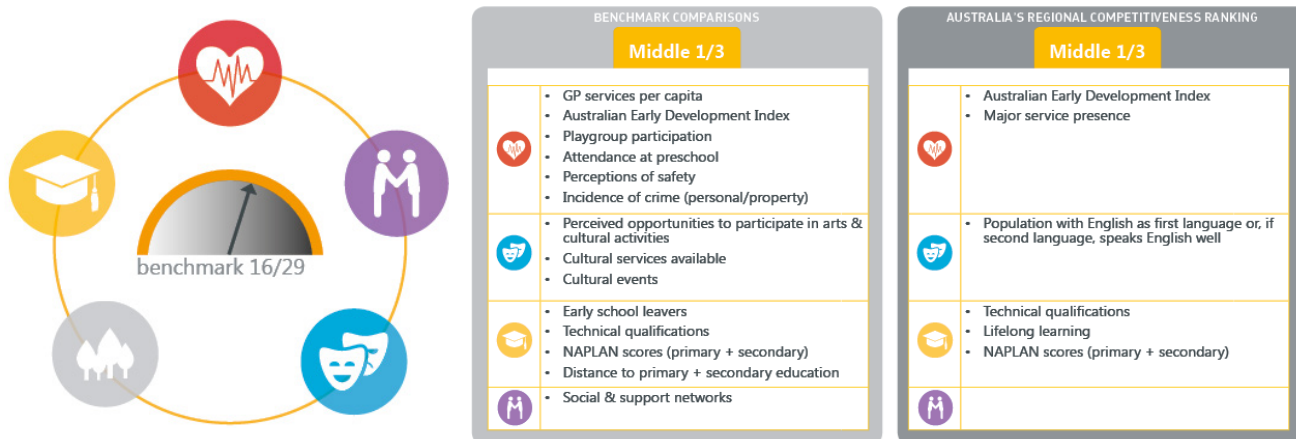 benchmark 16/29
BENCHMARK COMPARISONS
Middle 1/3
• GP services per capita
• Australian Early Development Index
• Playgroup participation
• Attendance at preschool
• Perceptions of safety
• Incidence of crime (personal/property)
• Perceived opportunities to participate in arts &
cultural activities
• Cultural services available
• Cultural events
• Early school leavers
• Technical qualifications
• NAPLAN scores (primary + secondary)
• Distance to primary + secondary education
• Social & support networks
AUSTRALIA'S REGIONAL COMPETITIVENESS RANKING
Middle 1/3
• Australian Early Development Index
• Major service presence
• Population with English as first language or, if
second language, speaks English well
• Technical qualifications
• Lifelong learning
• NAPLAN scores (primary + secondary)